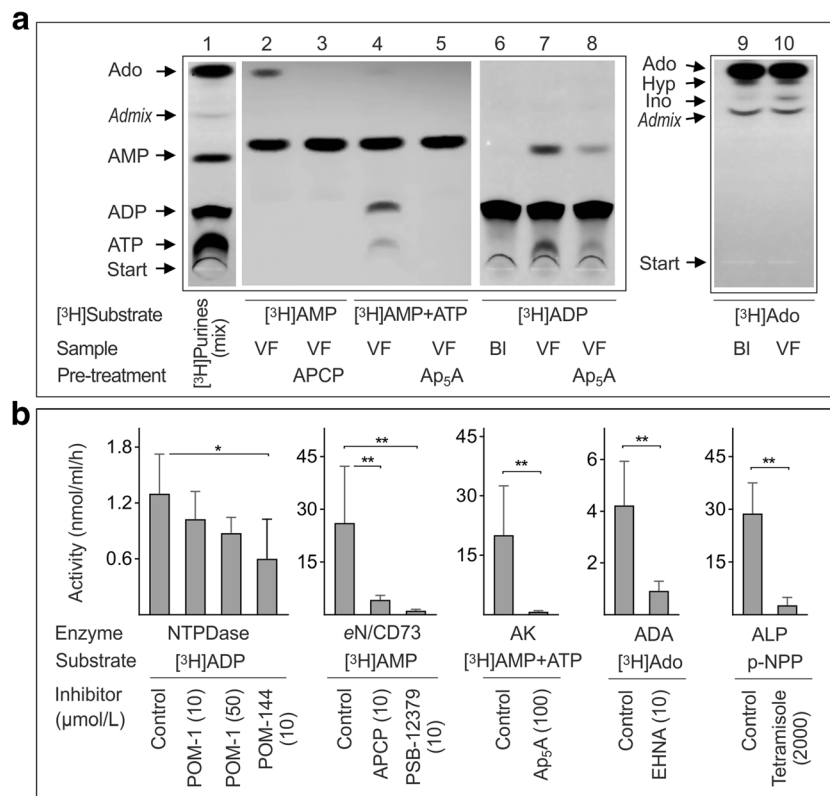 a
1 2 3 4 5 6 7 8 9 10
Ado
Admix
AMP
ADP
ATP
Start
Ado
Hyp
Ino
Admix
Start
[³H]Substrate [³H]Purines (mix) [³H]AMP [³H]AMP+ATP [³H]ADP [³H]Ado
Sample VF VF VF VF Bl VF VF Bl VF
Pre-treatment APCP Ap₅A Ap₅A
b
Activity (nmol/ml/h)
1.8
1.2
0.6
*
45
30
15
**
**
45
30
15
**
6
4
2
**
45
30
15
**
Enzyme NTPDase eN/CD73 AK ADA ALP
Substrate [³H]ADP [³H]AMP [³H]AMP+ATP [³H]Ado p-NPP
Inhibitor
(μmol/L)
Control
POM-1 (10)
POM-1 (50)
POM-144
(10)
Control
APCP (10)
PSB-12379
(10)
Control
Ap₅A (100)
Control
EHNA (10)
Control
Tetramisole
(2000)